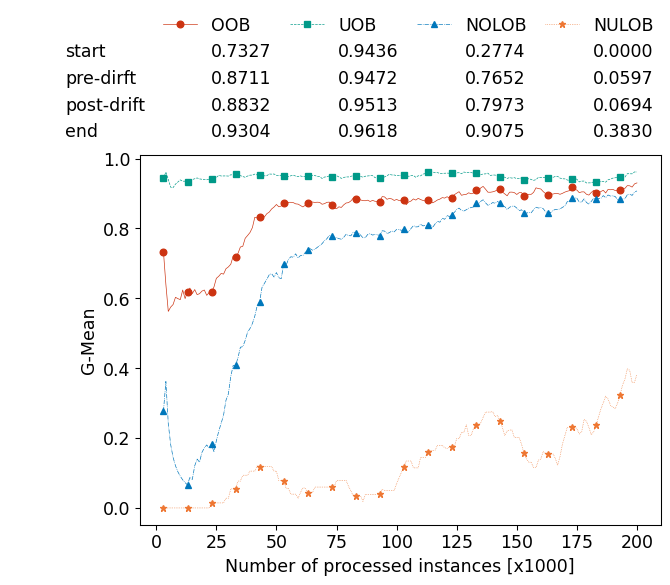 OOB UOB NOLOB NULOB
start 0.7327 0.9436 0.2774 0.0000
pre-dirft 0.8711 0.9472 0.7652 0.0597
post-drift 0.8832 0.9513 0.7973 0.0694
end 0.9304 0.9618 0.9075 0.3830
1.0
0.8
0.6
0.4
0.2
0.0
G-Mean
0 25 50 75 100 125 150 175 200
Number of processed instances [x1000]